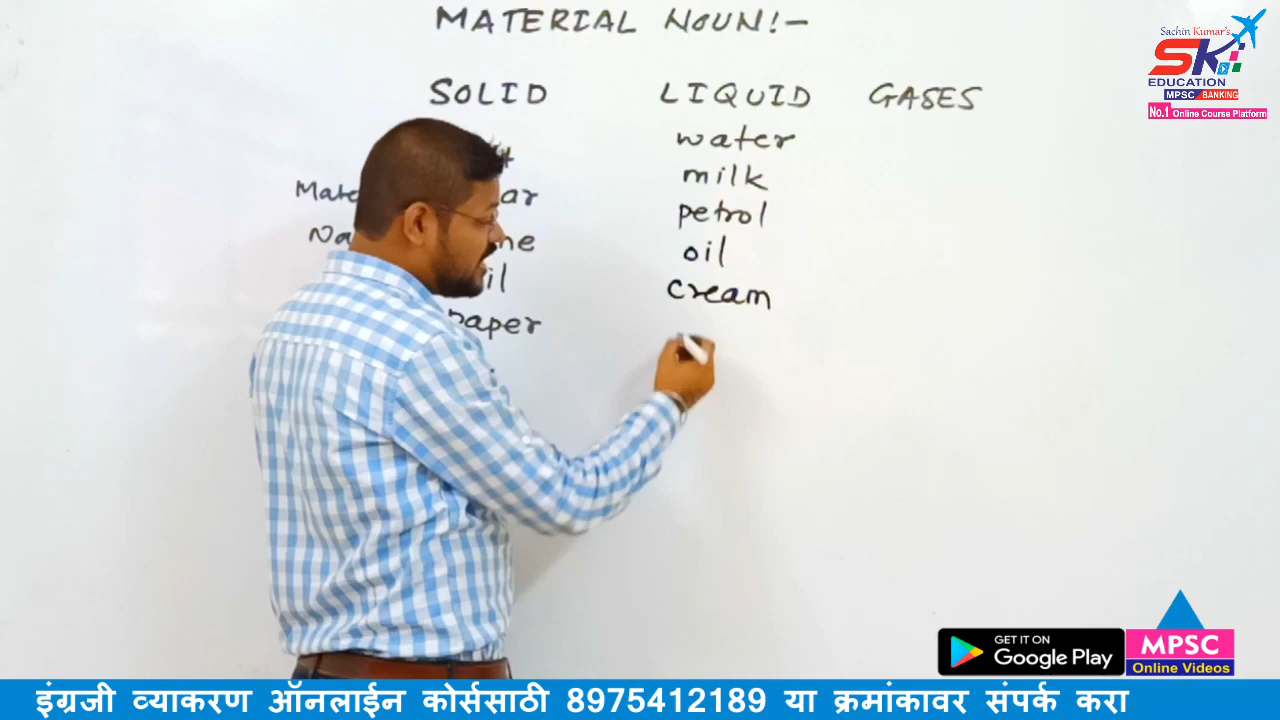 MATERIAL NOUN!-
Sachin Kumar's
SK
EDUCATION
MPSC BANKING
No.1 Online Course Platform
SOLID LIQUID GASES
water
milk
petrol
oil
cream
paper
GET IT ON
Google Play
MPSC
Online Videos
इंग्रजी व्याकरण ऑनलाईन कोर्ससाठी 8975412189 या क्रमांकावर संपर्क करा